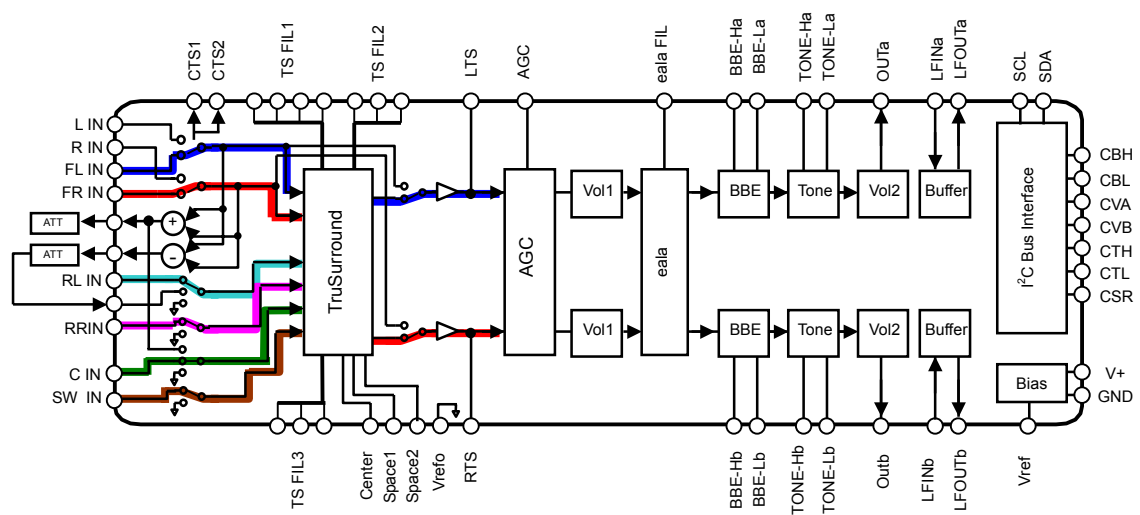 CTS1
CTS2
TS FIL1
TS FIL2
LTS
AGC
eala FIL
BBE-Ha
BBE-La
TONE-Ha
TONE-La
OUTa
LFINa
LFOUTa
SCL
SDA
L IN
R IN
FL IN
FR IN
ATT
+
ATT
-
RL IN
RRIN
C IN
SW IN
TruSurround
AGC
Vol1
eala
BBE
Tone
Vol2
Buffer
Vol1
BBE
Tone
Vol2
Buffer
I2C Bus Interface
Bias
CBH
CBL
CVA
CVB
CTH
CTL
CSR
V+
GND
TS FIL3
Center
Space1
Space2
Vrefo
RTS
BBE-Hb
BBE-Lb
TONE-Hb
TONE-Lb
Outb
LFINb
LFOUTb
Vref